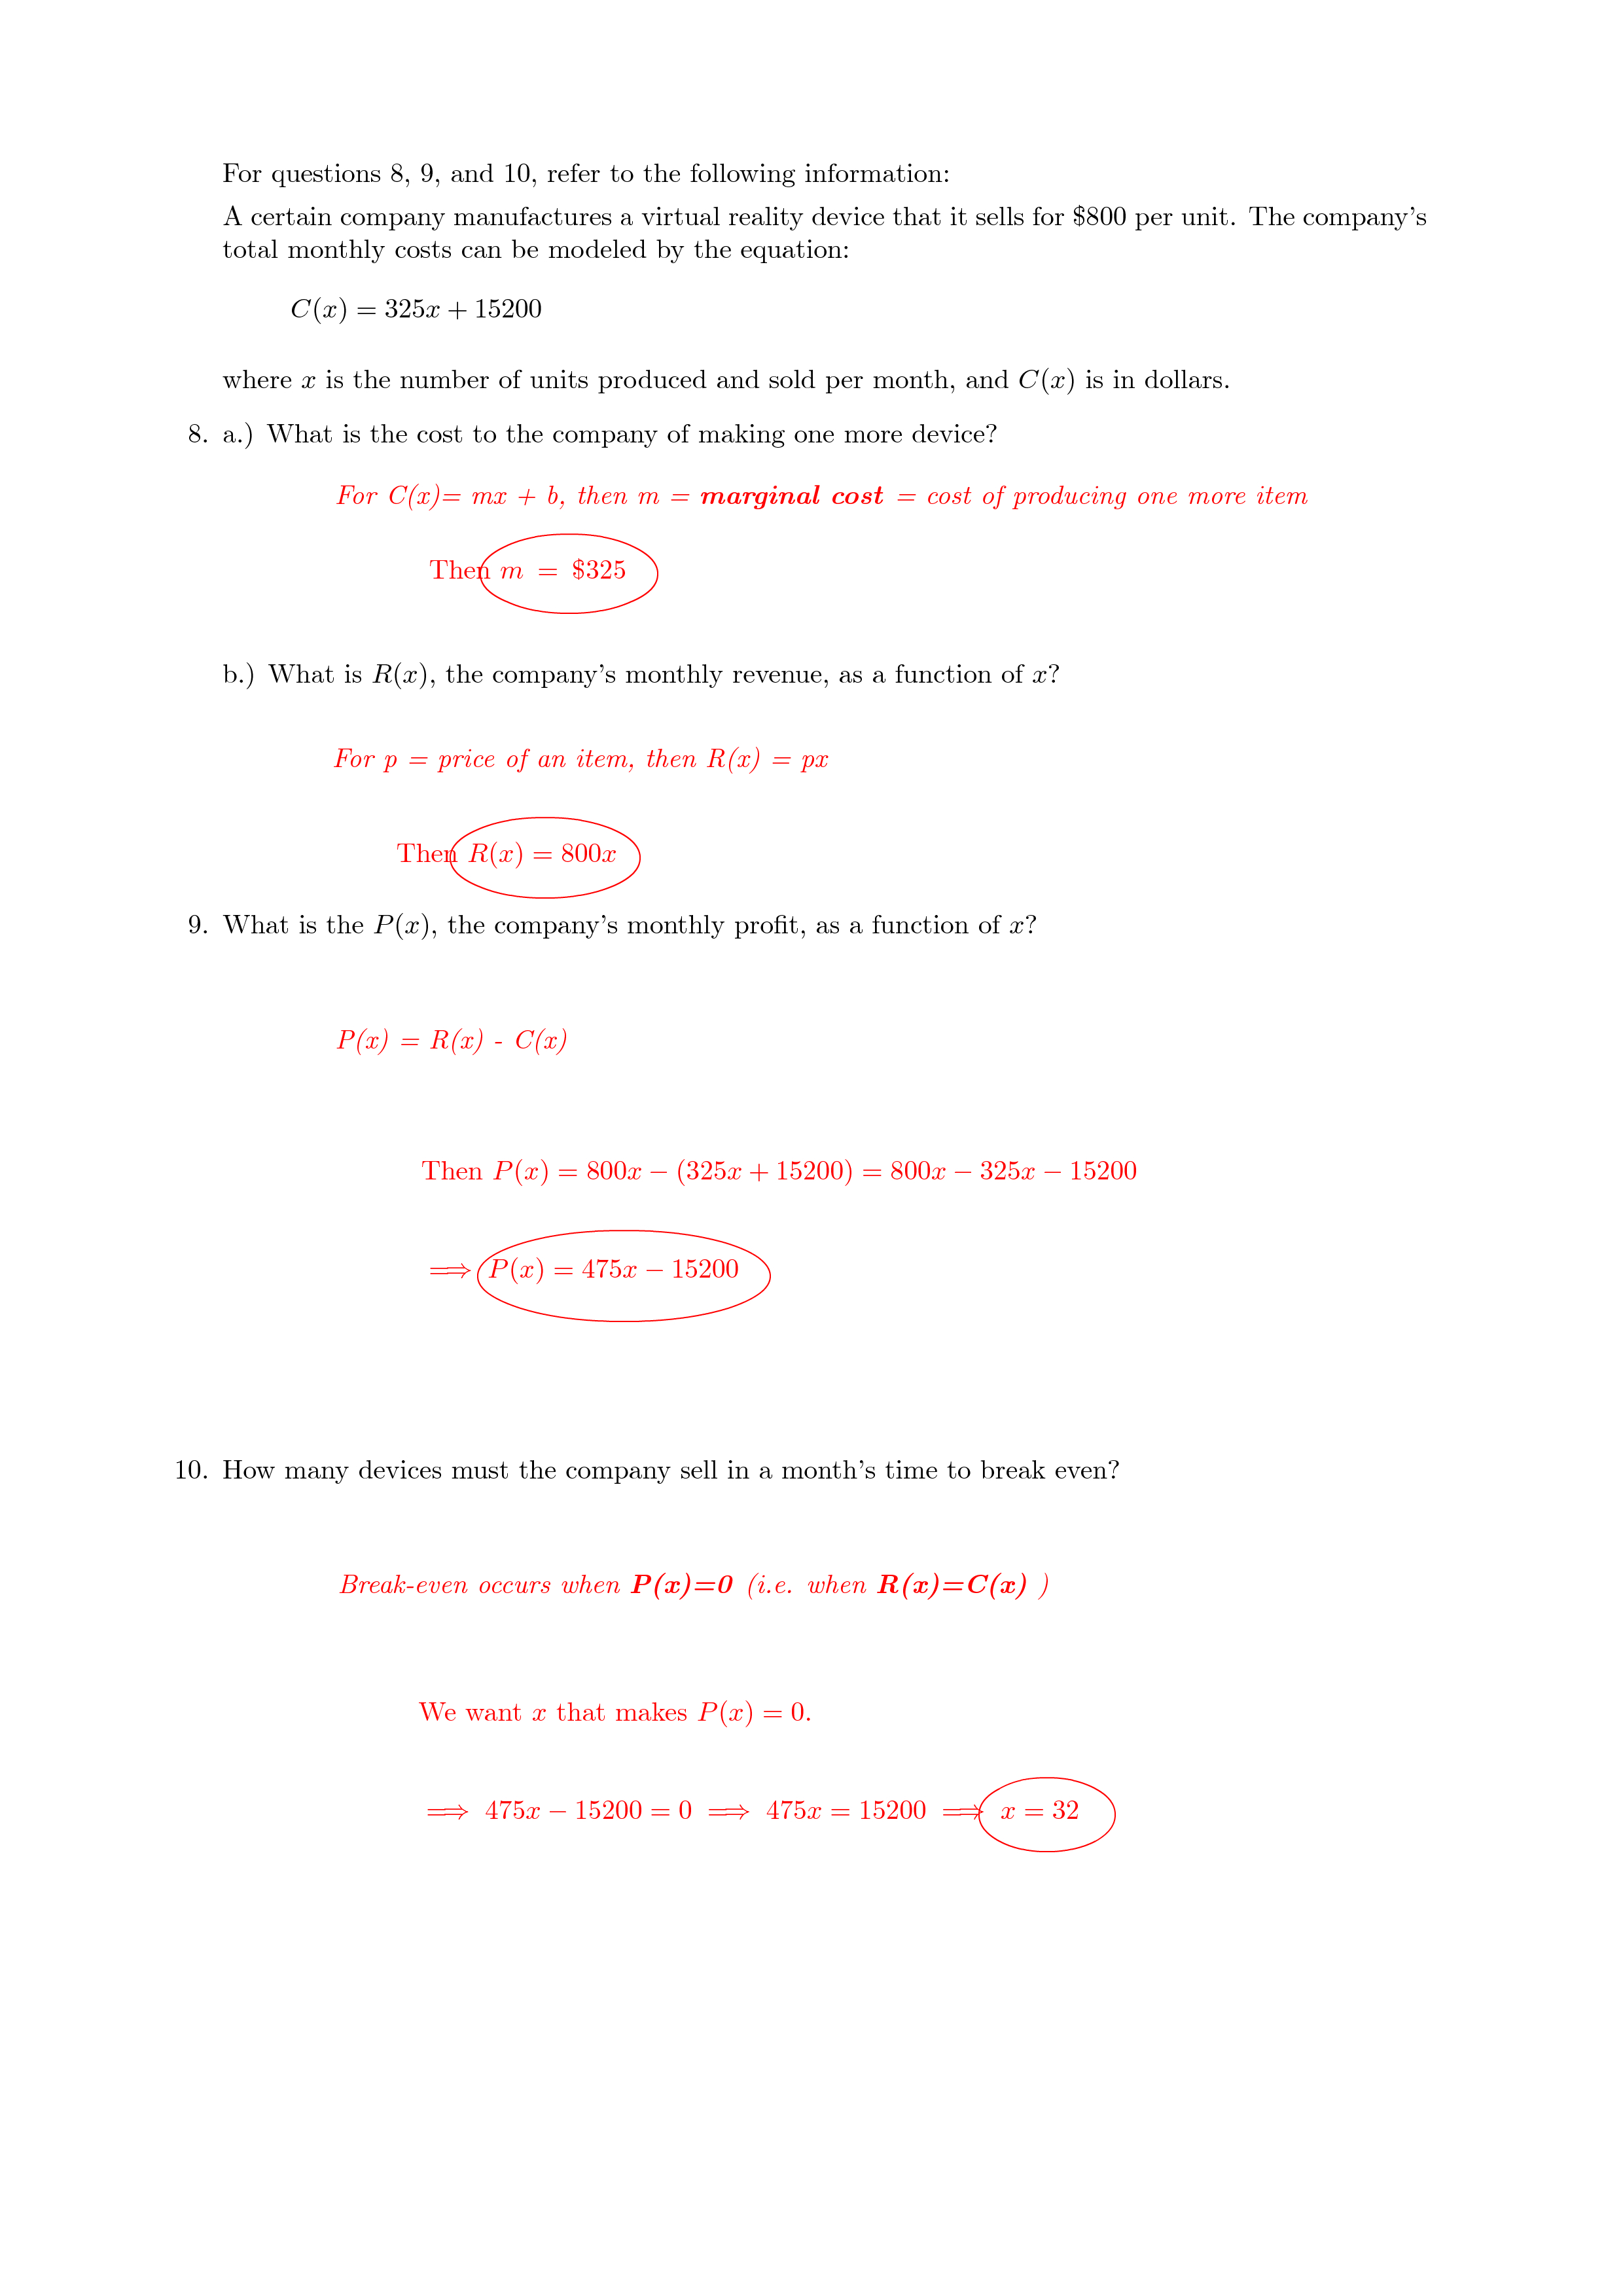 For questions 8, 9, and 10, refer to the following information:
A certain company manufactures a virtual reality device that it sells for $800 per unit. The company's
total monthly costs can be modeled by the equation:
C(x) = 325x + 15200
where x is the number of units produced and sold per month, and C(x) is in dollars.
8. a.) What is the cost to the company of making one more device?
For C(x)= mx + b, then m = marginal cost = cost of producing one more item
Then m = $325
b.) What is R(x), the company's monthly revenue, as a function of x?
For p = price of an item, then R(x) = px
Then R(x) = 800x
9. What is the P(x), the company's monthly profit, as a function of x?
P(x) = R(x) - C(x)
Then P(x) = 800x − (325x + 15200) = 800x − 325x − 15200
⟹ P(x) = 475x − 15200
10. How many devices must the company sell in a month's time to break even?
Break-even occurs when P(x)=0 (i.e. when R(x)=C(x) )
We want x that makes P(x) = 0.
⟹ 475x − 15200 = 0 ⟹ 475x = 15200 ⟹ x = 32